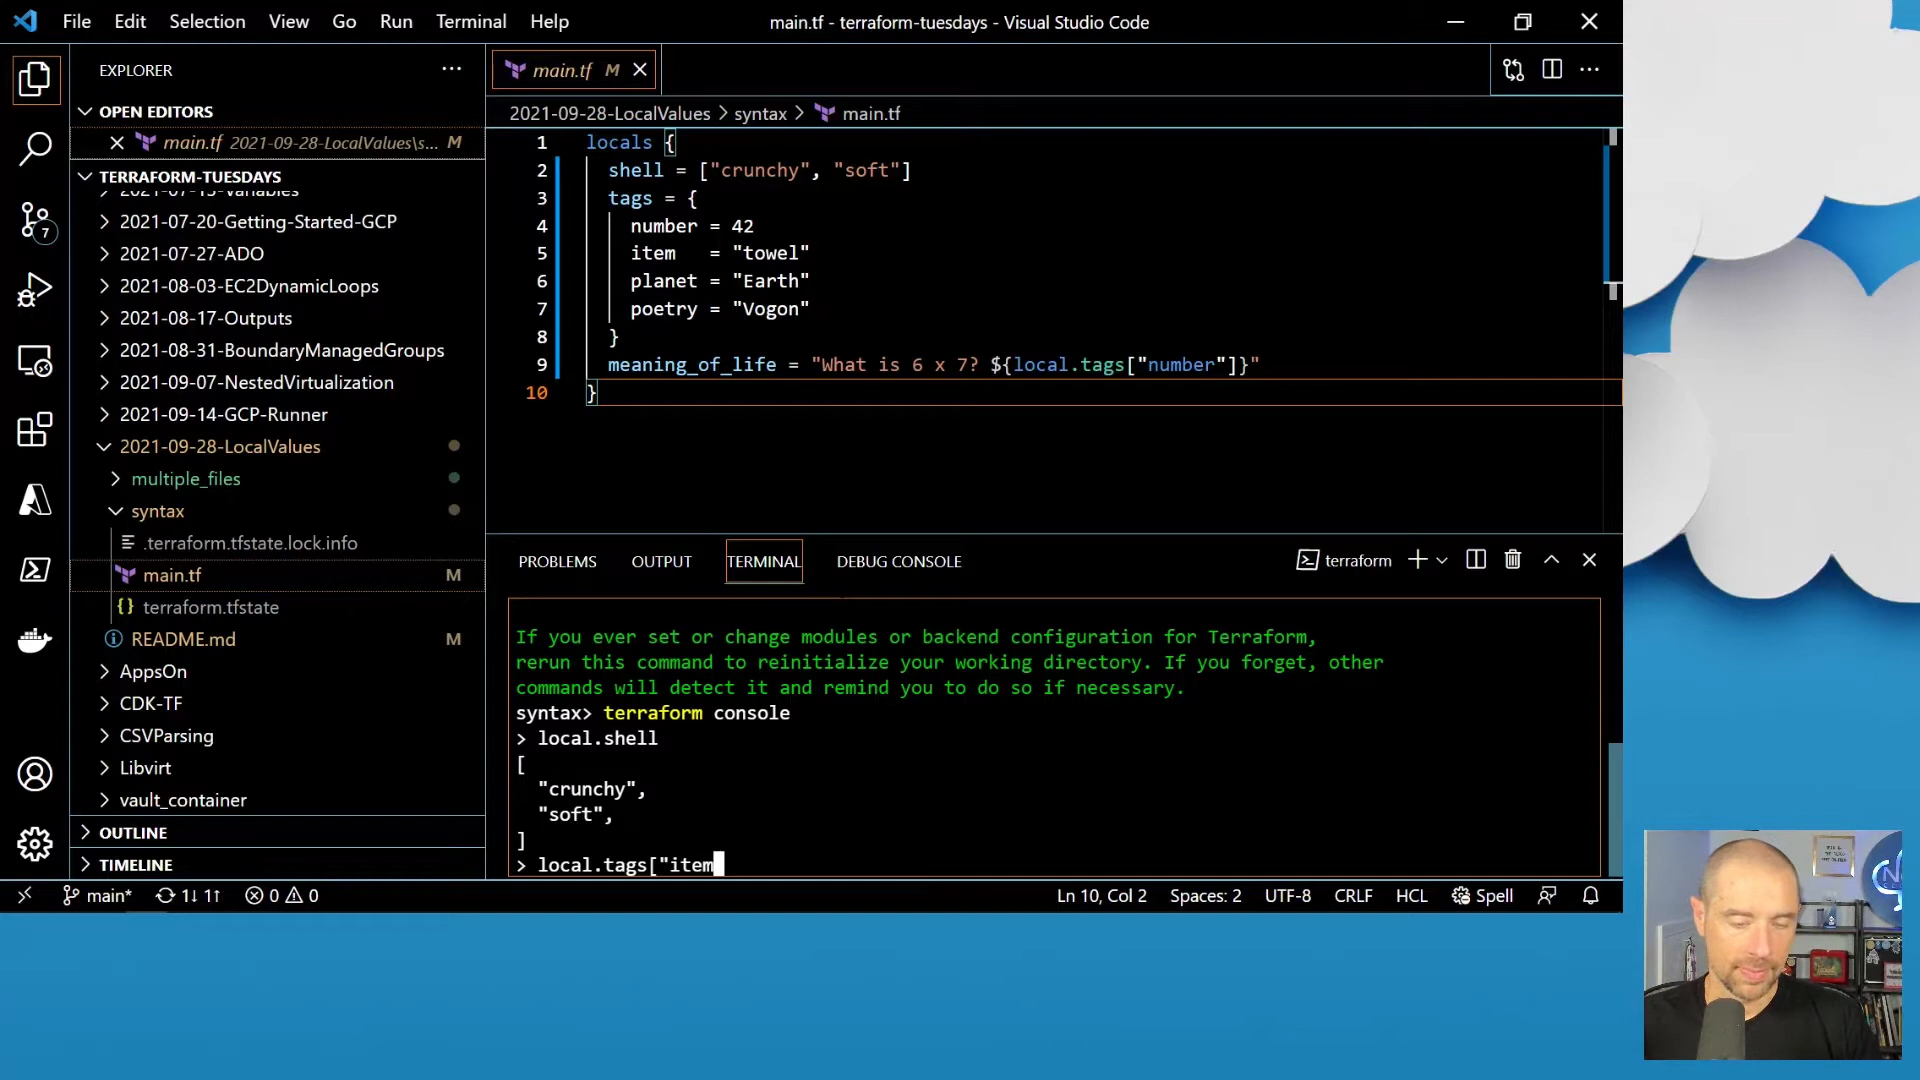 File Edit Selection View Go Run Terminal Help
main.tf - terraform-tuesdays - Visual Studio Code
EXPLORER
OPEN EDITORS
main.tf 2021-09-28-LocalValues\s... M
TERRAFORM-TUESDAYS
2021-07-13-Variables
2021-07-20-Getting-Started-GCP
2021-07-27-ADO
2021-08-03-EC2DynamicLoops
2021-08-17-Outputs
2021-08-31-BoundaryManagedGroups
2021-09-07-NestedVirtualization
2021-09-14-GCP-Runner
2021-09-28-LocalValues
multiple_files
syntax
.terraform.tfstate.lock.info
main.tf M
terraform.tfstate
README.md M
AppsOn
CDK-TF
CSVParsing
Libvirt
vault_container
OUTLINE
TIMELINE
7
main.tf M
2021-09-28-LocalValues > syntax > main.tf
1 locals {
2 shell = ["crunchy", "soft"]
3 tags = {
4 number = 42
5 item = "towel"
6 planet = "Earth"
7 poetry = "Vogon"
8 }
9 meaning_of_life = "What is 6 x 7? ${local.tags["number"]}"
10 }
PROBLEMS OUTPUT TERMINAL DEBUG CONSOLE
terraform
If you ever set or change modules or backend configuration for Terraform,
rerun this command to reinitialize your working directory. If you forget, other
commands will detect it and remind you to do so if necessary.
syntax> terraform console
> local.shell
[
"crunchy",
"soft",
]
> local.tags["item
main* 1↓ 1↑ 0 0
Ln 10, Col 2 Spaces: 2 UTF-8 CRLF HCL Spell